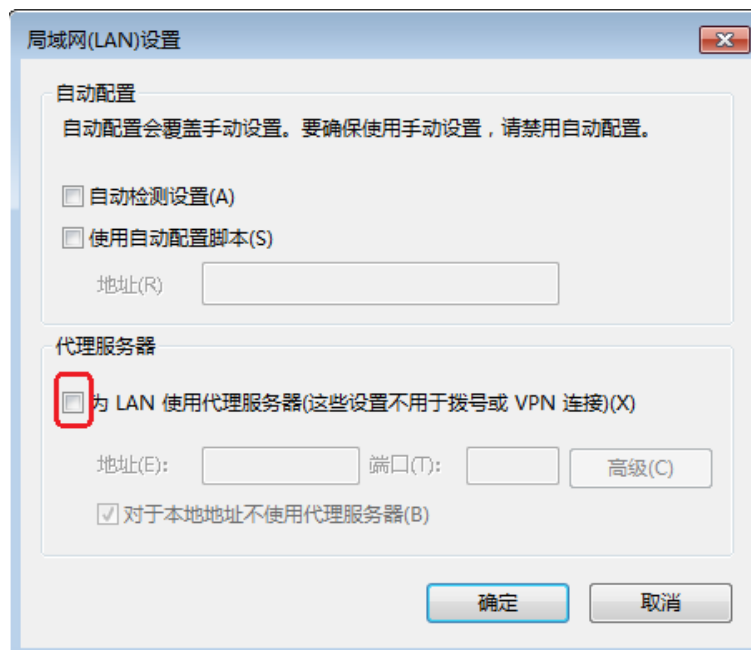 局域网(LAN)设置
自动配置
自动配置会覆盖手动设置。要确保使用手动设置，请禁用自动配置。
自动检测设置(A)
使用自动配置脚本(S)
地址(R)
代理服务器
为 LAN 使用代理服务器(这些设置不用于拨号或 VPN 连接)(X)
地址(E): 端口(T): 高级(C)
对于本地地址不使用代理服务器(B)
确定 取消